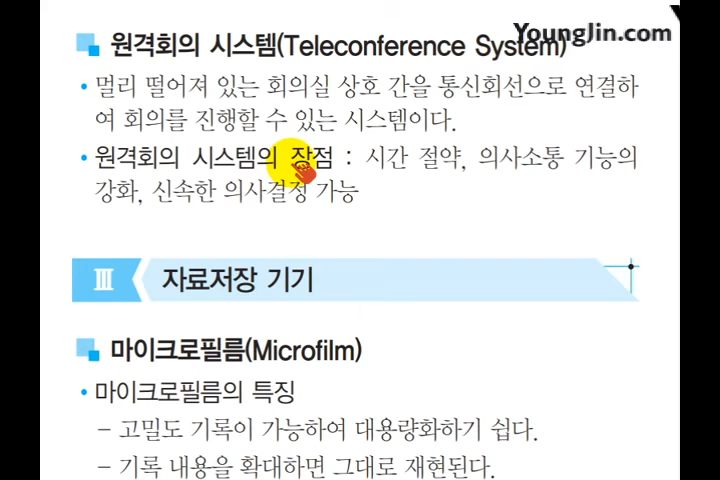 YoungJin.com
원격회의 시스템(Teleconference System)
• 멀리 떨어져 있는 회의실 상호 간을 통신회선으로 연결하
여 회의를 진행할 수 있는 시스템이다.
• 원격회의 시스템의 장점 : 시간 절약, 의사소통 기능의
강화, 신속한 의사결정 가능
Ⅲ 자료저장 기기
마이크로필름(Microfilm)
• 마이크로필름의 특징
– 고밀도 기록이 가능하여 대용량화하기 쉽다.
– 기록 내용을 확대하면 그대로 재현된다.